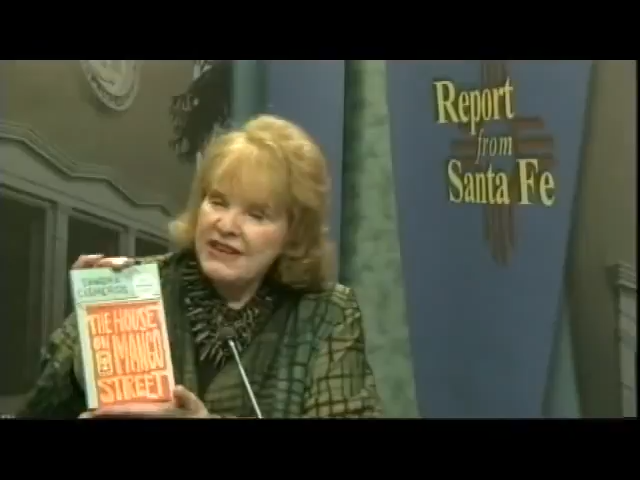 Report
from
Santa Fe
SANDRA
CISNEROS
THE HOUSE
ON
MANGO
STREET